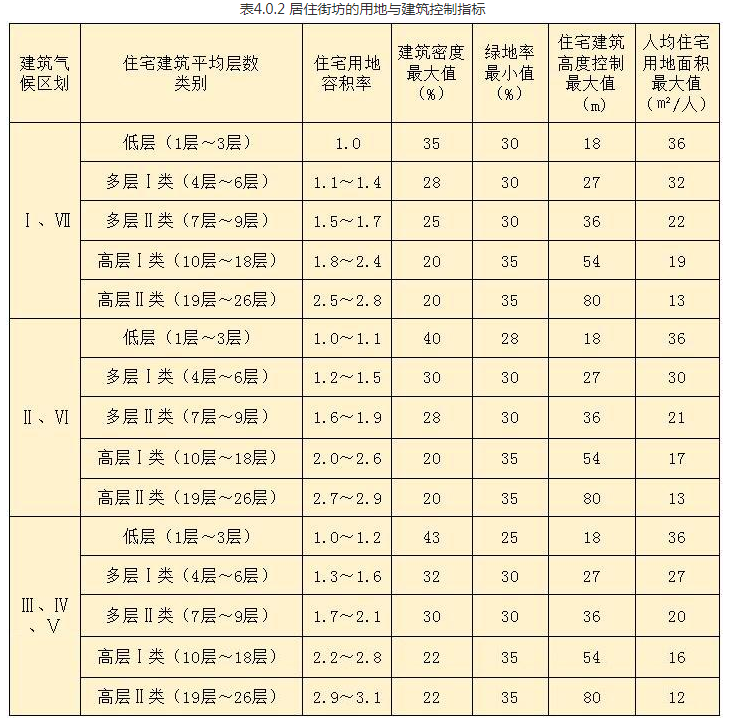 表4.0.2 居住街坊的用地与建筑控制指标
建筑气候区划 住宅建筑平均层数类别 住宅用地容积率 建筑密度最大值（%） 绿地率最小值（%） 住宅建筑高度控制最大值（m） 人均住宅用地面积最大值（㎡/人）
Ⅰ、Ⅶ 低层（1层～3层） 1.0 35 30 18 36
多层Ⅰ类（4层～6层） 1.1～1.4 28 30 27 32
多层Ⅱ类（7层～9层） 1.5～1.7 25 30 36 22
高层Ⅰ类（10层～18层） 1.8～2.4 20 35 54 19
高层Ⅱ类（19层～26层） 2.5～2.8 20 35 80 13
Ⅱ、Ⅵ 低层（1层～3层） 1.0～1.1 40 28 18 36
多层Ⅰ类（4层～6层） 1.2～1.5 30 30 27 30
多层Ⅱ类（7层～9层） 1.6～1.9 28 30 36 21
高层Ⅰ类（10层～18层） 2.0～2.6 20 35 54 17
高层Ⅱ类（19层～26层） 2.7～2.9 20 35 80 13
Ⅲ、Ⅳ、Ⅴ 低层（1层～3层） 1.0～1.2 43 25 18 36
多层Ⅰ类（4层～6层） 1.3～1.6 32 30 27 27
多层Ⅱ类（7层～9层） 1.7～2.1 30 30 36 20
高层Ⅰ类（10层～18层） 2.2～2.8 22 35 54 16
高层Ⅱ类（19层～26层） 2.9～3.1 22 35 80 12